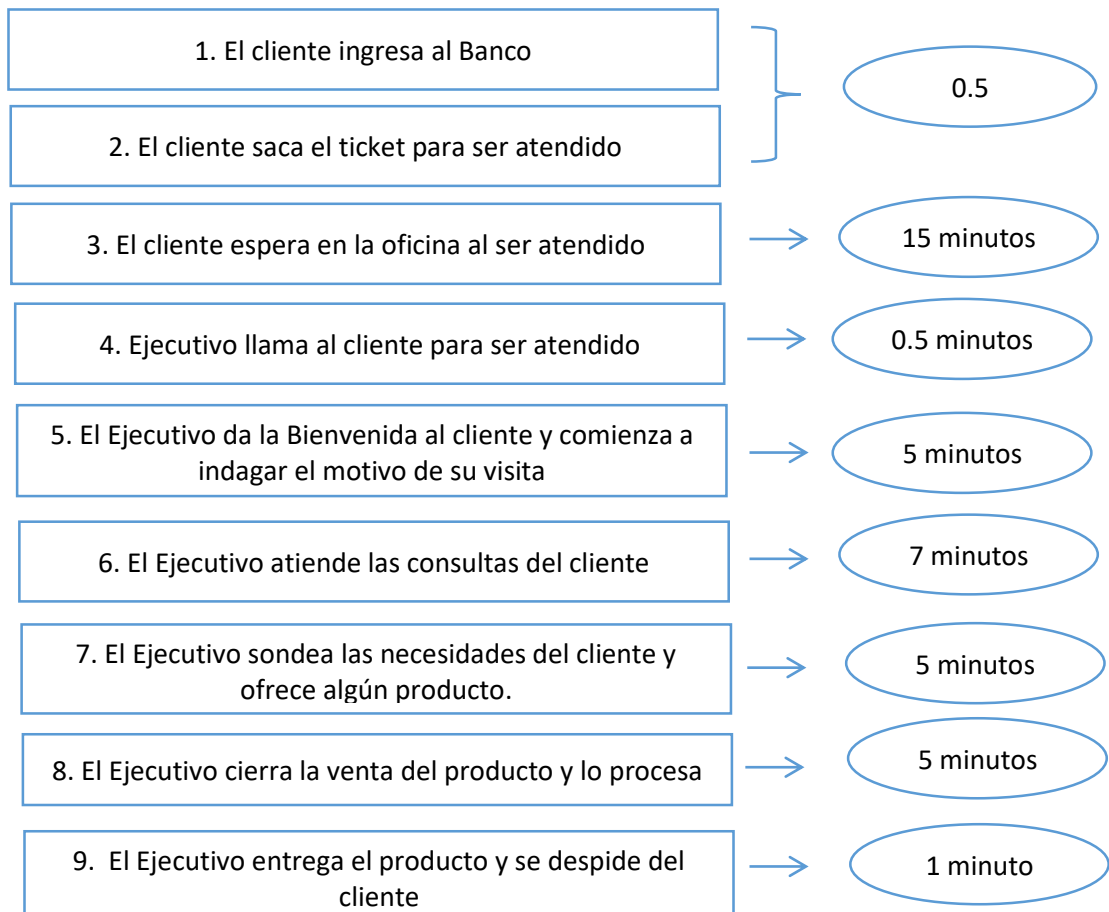 1. El cliente ingresa al Banco
0.5
2. El cliente saca el ticket para ser atendido
3. El cliente espera en la oficina al ser atendido
15 minutos
4. Ejecutivo llama al cliente para ser atendido
0.5 minutos
5. El Ejecutivo da la Bienvenida al cliente y comienza a
indagar el motivo de su visita
5 minutos
6. El Ejecutivo atiende las consultas del cliente
7 minutos
7. El Ejecutivo sondea las necesidades del cliente y
ofrece algún producto.
5 minutos
8. El Ejecutivo cierra la venta del producto y lo procesa
5 minutos
9. El Ejecutivo entrega el producto y se despide del
cliente
1 minuto